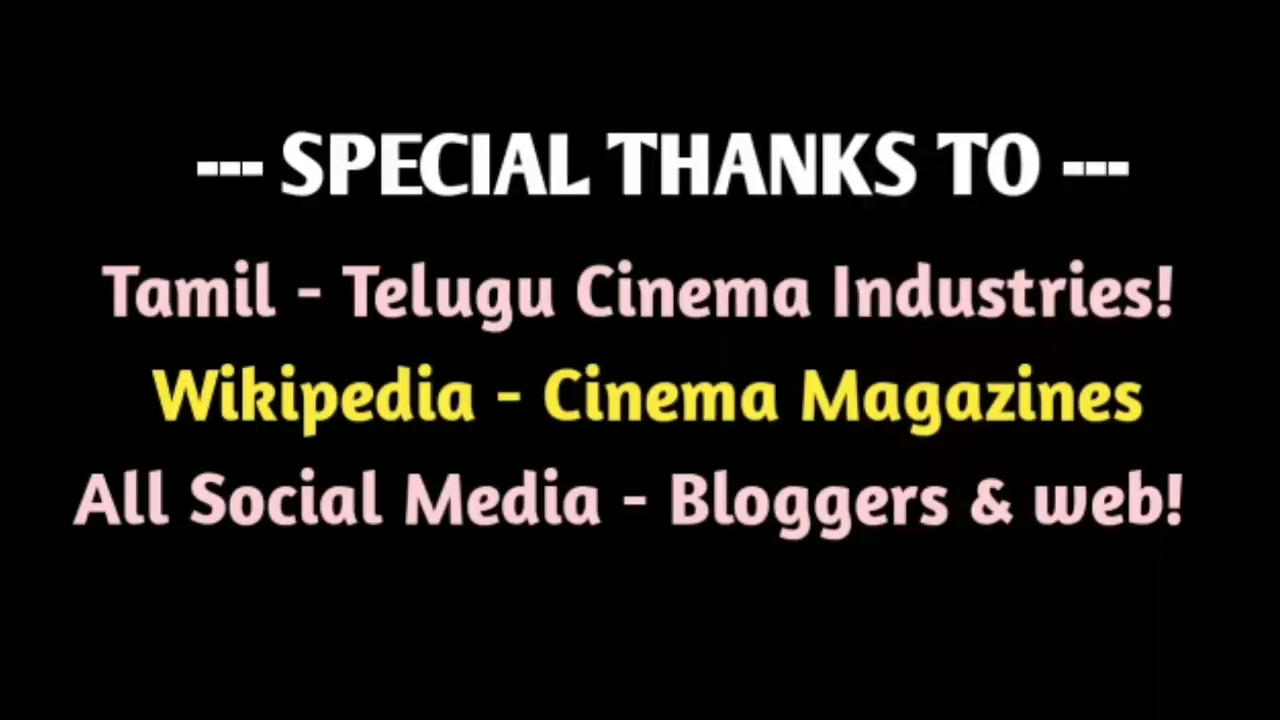 --- SPECIAL THANKS TO ---
Tamil - Telugu Cinema Industries!
Wikipedia - Cinema Magazines
All Social Media - Bloggers & web!